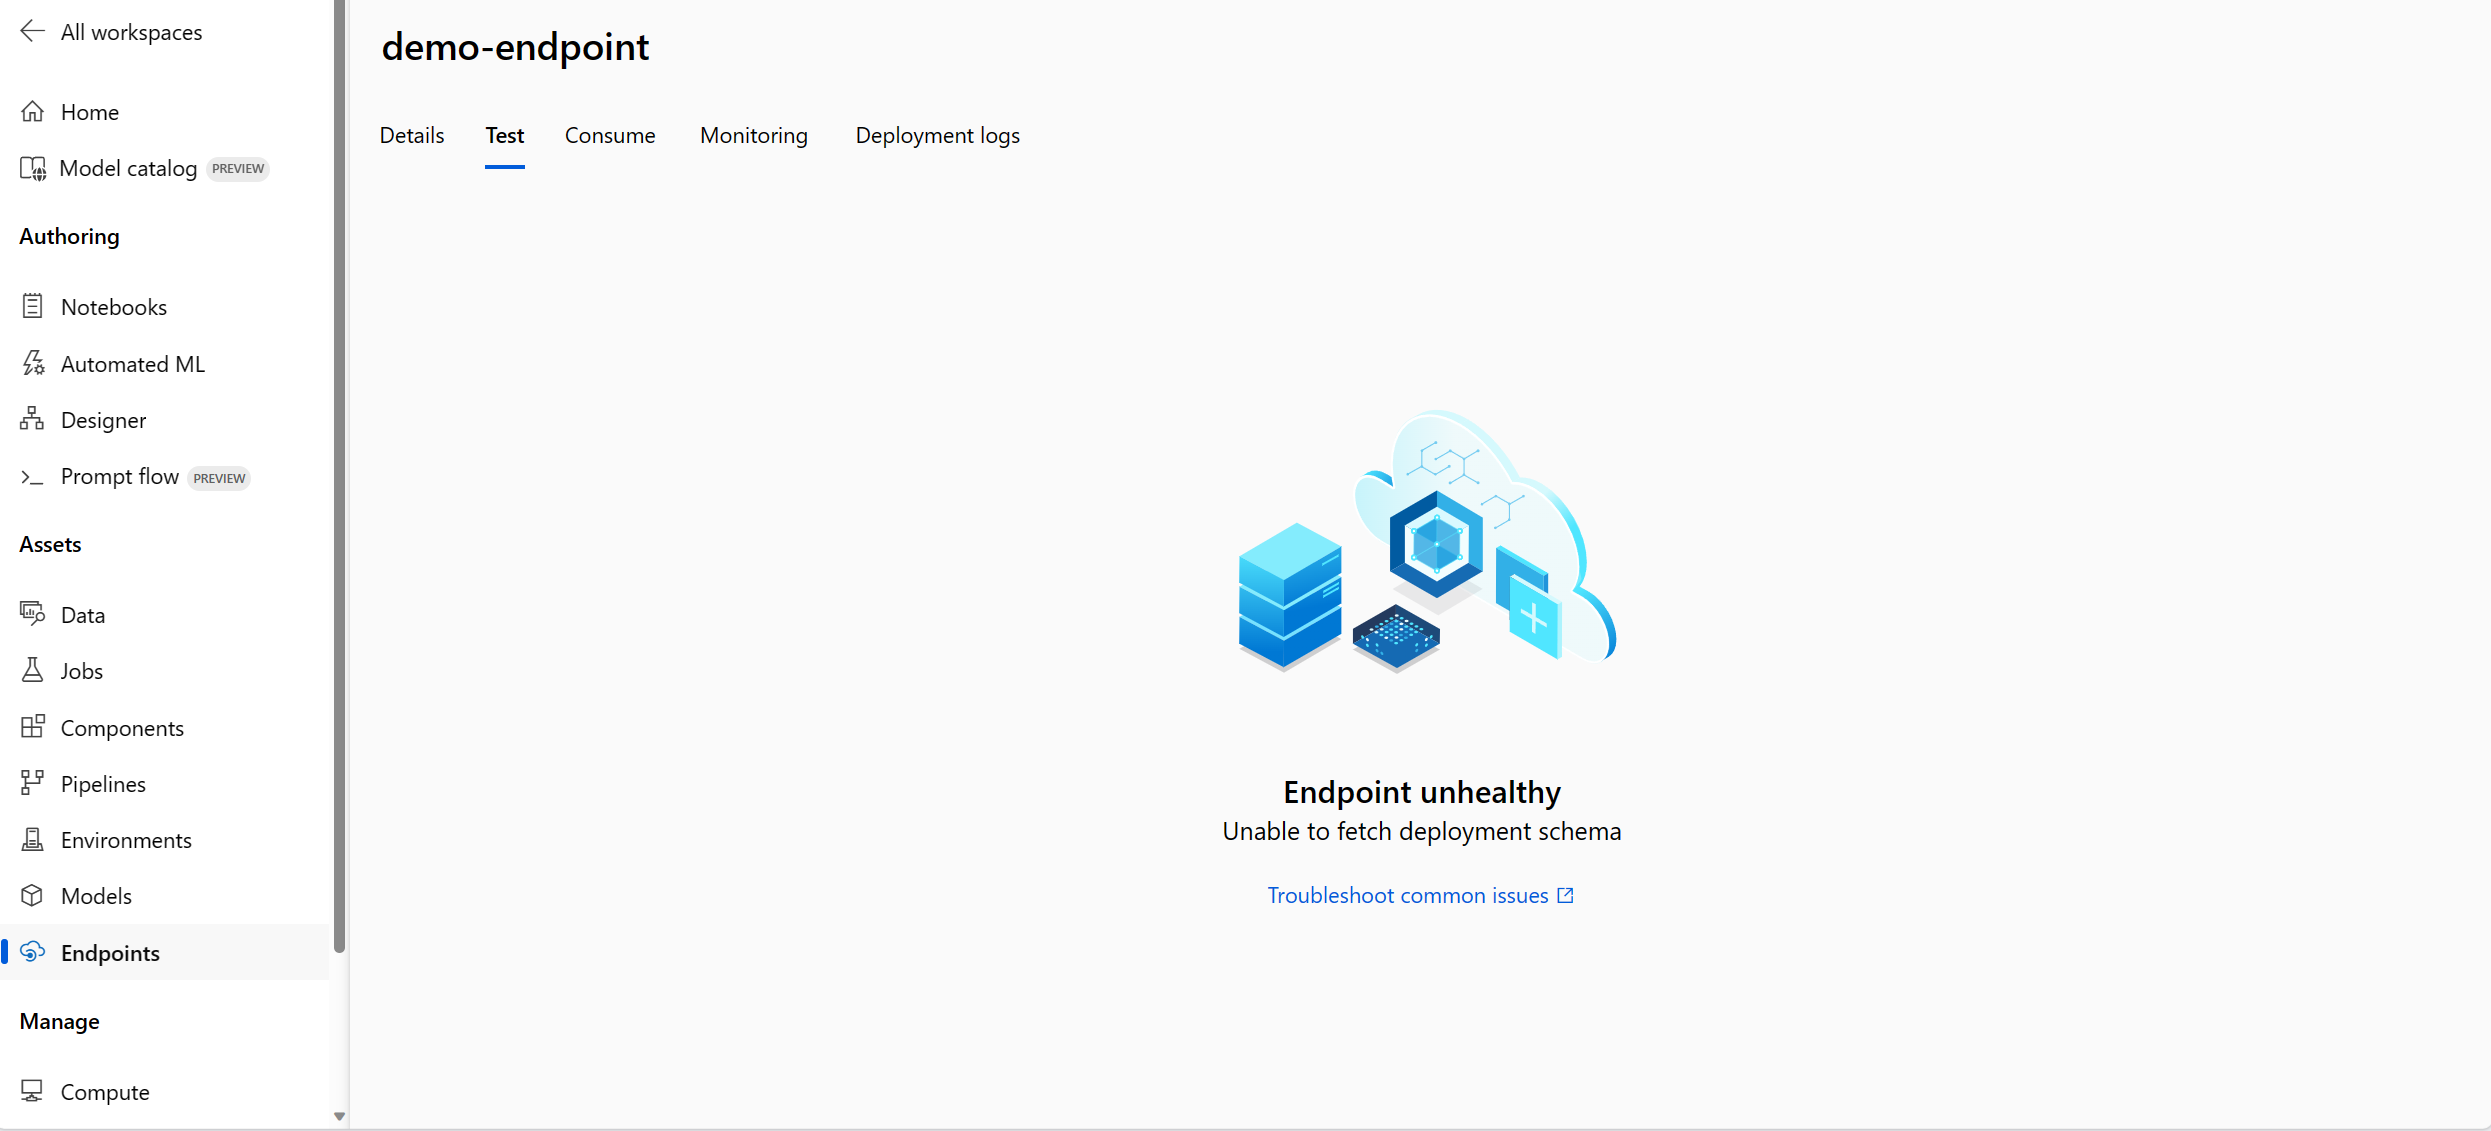 All workspaces
Home
Model catalog PREVIEW
Authoring
Notebooks
Automated ML
Designer
Prompt flow PREVIEW
Assets
Data
Jobs
Components
Pipelines
Environments
Models
Endpoints
Manage
Compute
demo-endpoint
Details Test Consume Monitoring Deployment logs
Endpoint unhealthy
Unable to fetch deployment schema
Troubleshoot common issues